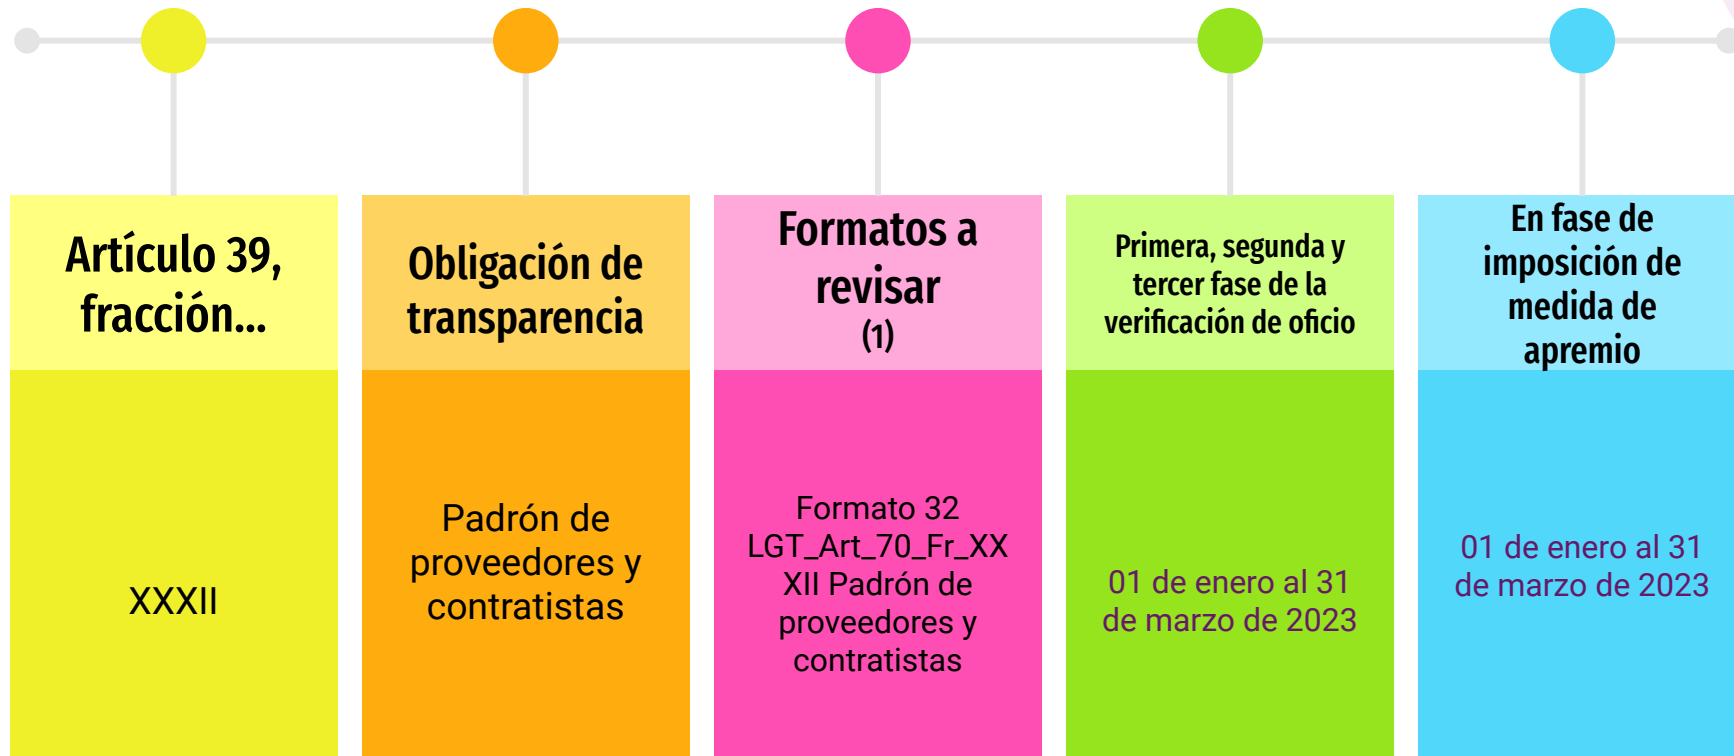 Artículo 39,
fracción...
XXXII
Obligación de
transparencia
Padrón de
proveedores y
contratistas
Formatos a
revisar
(1)
Formato 32
LGT_Art_70_Fr_XX
XII Padrón de
proveedores y
contratistas
Primera, segunda y
tercer fase de la
verificación de oficio
01 de enero al 31
de marzo de 2023
En fase de
imposición de
medida de
apremio
01 de enero al 31
de marzo de 2023